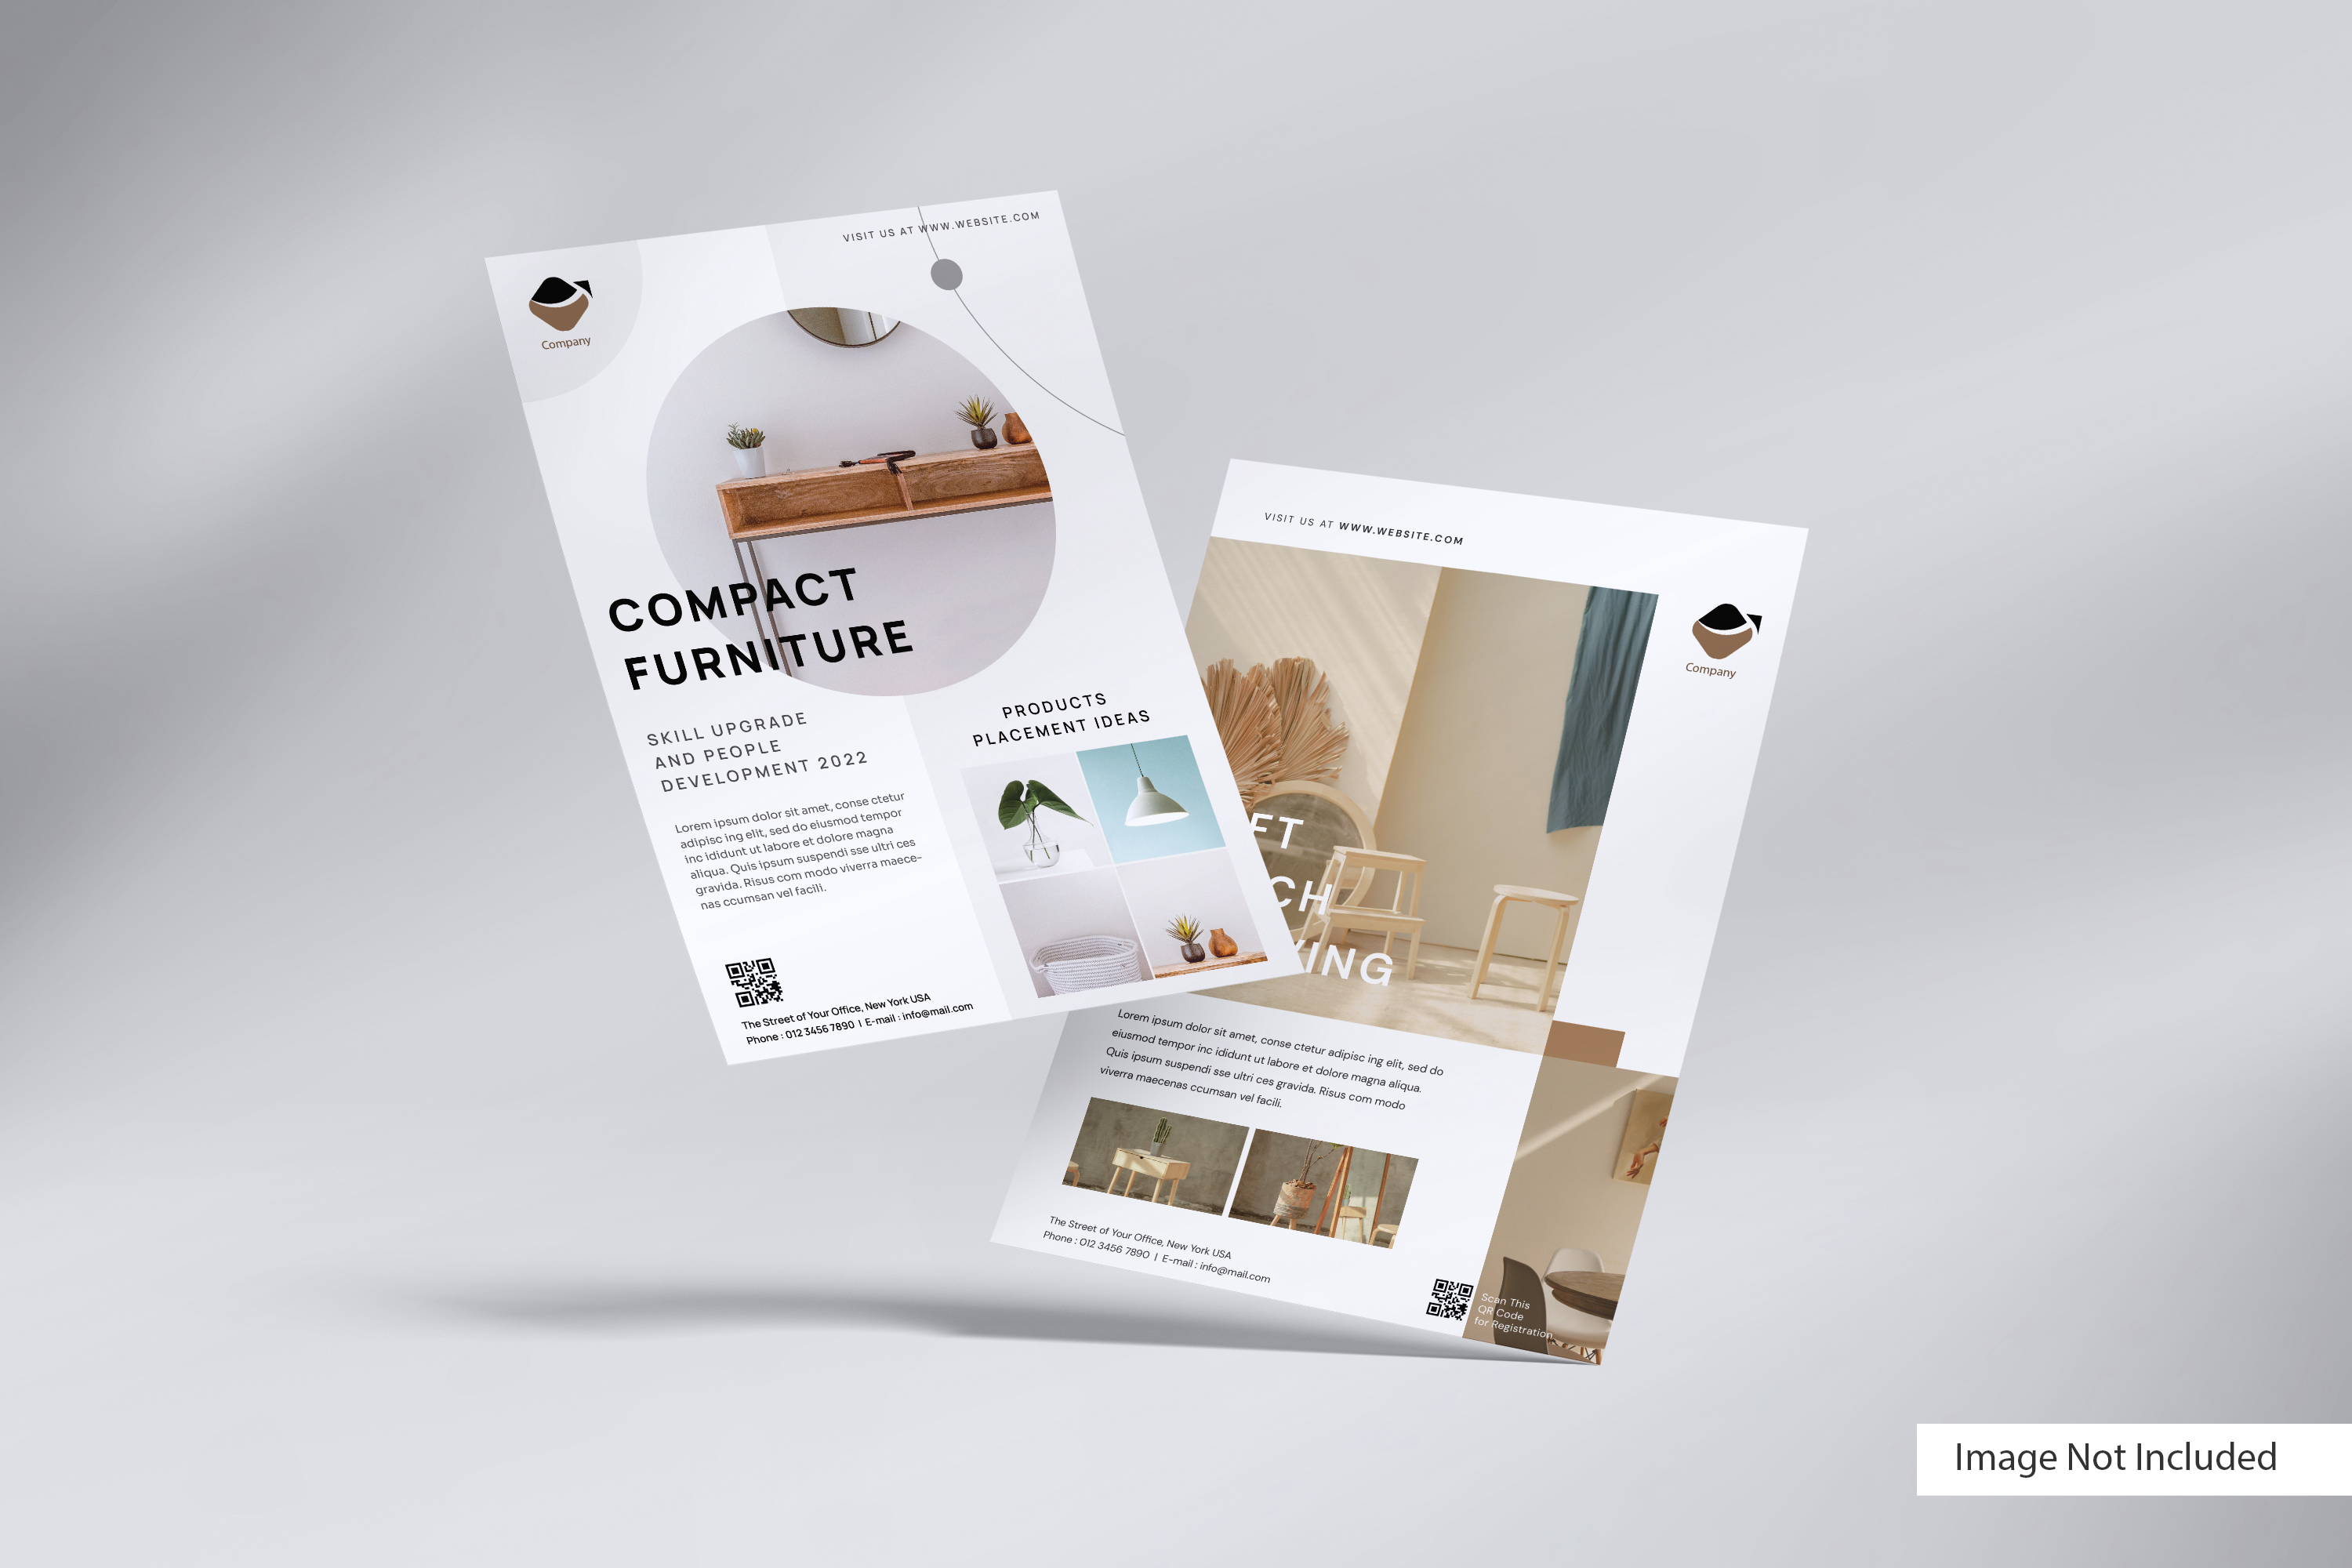 VISIT US AT WWW.WEBSITE.COM
Company
COMPACT
FURNITURE
SKILL UPGRADE
AND PEOPLE
DEVELOPMENT 2022
Lorem ipsum dolor sit amet, conse ctetur
adipisc ing elit, sed do eiusmod tempor
inc ididunt ut labore et dolore magna
aliqua. Quis ipsum suspendi sse ultri ces
gravida. Risus com modo viverra maece-
nas ccumsan vel facili.
The Street of Your Office, New York USA
Phone : 012 3456 7890 | E-mail : info@mail.com
PRODUCTS
PLACEMENT IDEAS
VISIT US AT WWW.WEBSITE.COM
Company
FT
CH
ING
Lorem ipsum dolor sit amet, conse ctetur adipisc ing elit, sed do
eiusmod tempor inc ididunt ut labore et dolore magna aliqua.
Quis ipsum suspendi sse ultri ces gravida. Risus com modo
viverra maecenas ccumsan vel facili.
The Street of Your Office, New York USA
Phone : 012 3456 7890 | E-mail : info@mail.com
Scan This
QR Code
for Registration
Image Not Included